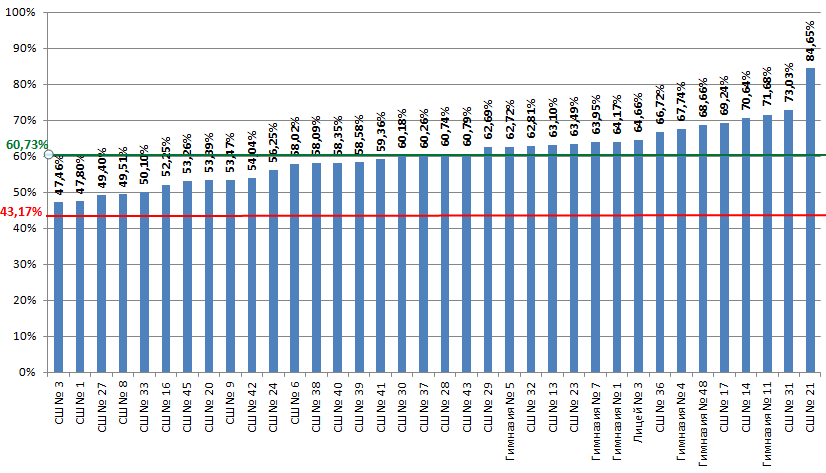 100%
90%
80%
70%
60%
50%
40%
30%
20%
10%
0%
60,73%
43,17%
47,46%
47,80%
49,40%
49,51%
50,10%
52,25%
53,26%
53,39%
53,47%
54,04%
56,25%
58,02%
58,09%
58,35%
58,58%
59,36%
60,18%
60,26%
60,74%
60,79%
62,69%
62,72%
62,81%
63,10%
63,49%
63,95%
64,17%
64,66%
66,72%
67,74%
68,66%
69,24%
70,64%
71,68%
73,03%
84,65%
СШ № 3
СШ № 1
СШ № 27
СШ № 8
СШ № 33
СШ № 16
СШ № 45
СШ № 20
СШ № 9
СШ № 42
СШ № 24
СШ № 6
СШ № 38
СШ № 40
СШ № 39
СШ № 41
СШ № 30
СШ № 37
СШ № 28
СШ № 43
СШ № 29
Гимназия № 5
СШ № 32
СШ № 13
СШ № 23
Гимназия № 7
Гимназия № 1
Лицей № 3
СШ № 36
Гимназия № 4
Гимназия № 48
СШ № 17
СШ № 14
Гимназия № 11
СШ № 31
СШ № 21